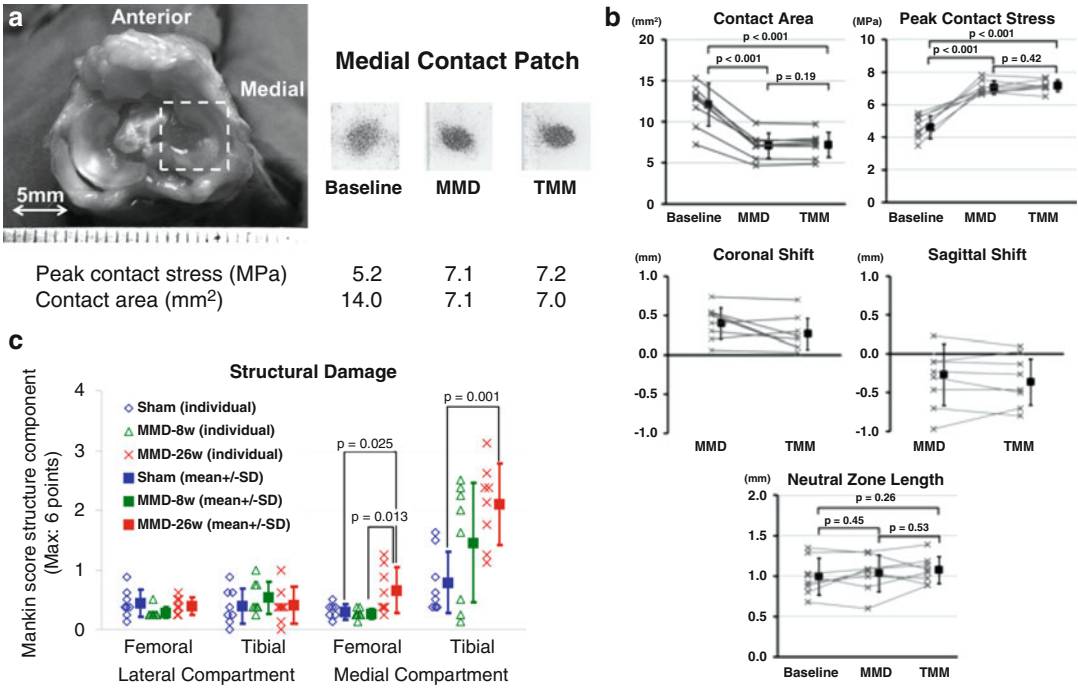 a
Anterior
Medial
5mm
Medial Contact Patch
Baseline MMD TMM
Peak contact stress (MPa) 5.2 7.1 7.2
Contact area (mm²) 14.0 7.1 7.0
b
(mm²) Contact Area
p < 0.001
p < 0.001
p = 0.19
20
15
10
5
0
Baseline MMD TMM
(MPa) Peak Contact Stress
p < 0.001
p < 0.001
p = 0.42
10
8
6
4
2
0
Baseline MMD TMM
(mm) Coronal Shift
1.0
0.5
0.0
-0.5
-1.0
MMD TMM
(mm) Sagittal Shift
1.0
0.5
0.0
-0.5
-1.0
MMD TMM
(mm) Neutral Zone Length
p = 0.26
p = 0.45
p = 0.53
2.0
1.5
1.0
0.5
0.0
Baseline MMD TMM
c
Structural Damage
Mankin score structure component
(Max: 6 points)
4
3
2
1
0
Sham (individual)
MMD-8w (individual)
MMD-26w (individual)
Sham (mean+/-SD)
MMD-8w (mean+/-SD)
MMD-26w (mean+/-SD)
p = 0.025
p = 0.013
p = 0.001
Femoral Tibial Femoral Tibial
Lateral Compartment Medial Compartment